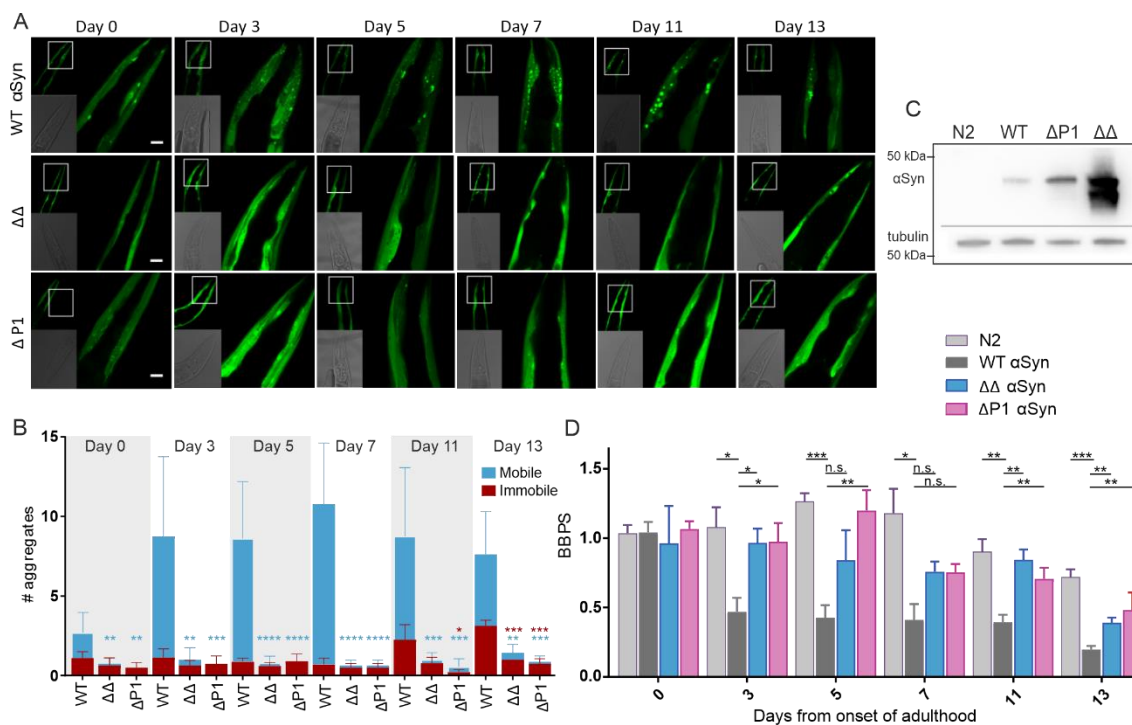 A
Day 0 Day 3 Day 5 Day 7 Day 11 Day 13
WT αSyn
ΔΔ
Δ P1
C
N2 WT ΔP1 ΔΔ
50 kDa
αSyn
tubulin
50 kDa
N2
WT αSyn
ΔΔ αSyn
ΔP1 αSyn
B
# aggregates
15
10
5
0
Day 0 Day 3 Day 5 Day 7 Day 11 Day 13
Mobile
Immobile
** ** ** *** **** **** **** **** *** * *** *** ** *** ***
WT ΔΔ ΔP1 WT ΔΔ ΔP1 WT ΔΔ ΔP1 WT ΔΔ ΔP1 WT ΔΔ ΔP1 WT ΔΔ ΔP1
D
BBPS
1.5
1.0
0.5
0.0
* *** * ** ***
* n.s. n.s. ** **
* ** n.s. ** **
0 3 5 7 11 13
Days from onset of adulthood